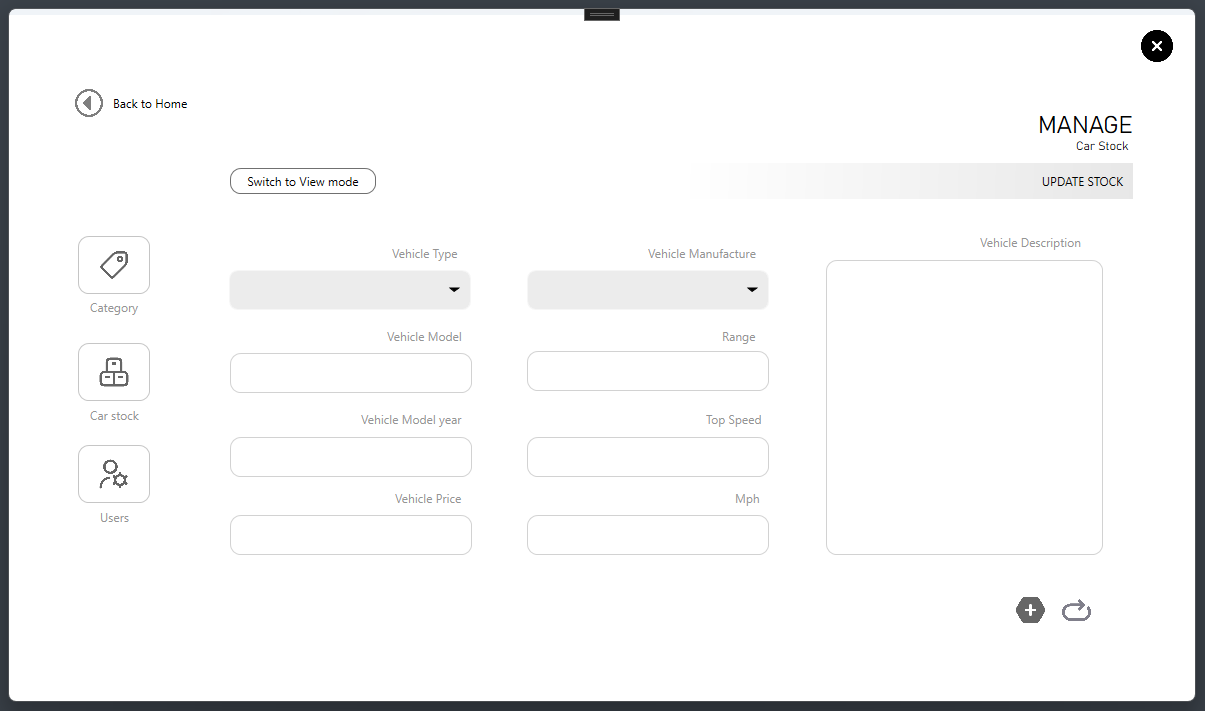 Back to Home
MANAGE
Car Stock
Switch to View mode
UPDATE STOCK
Category
Car stock
Users
Vehicle Type
Vehicle Manufacture
Vehicle Description
Vehicle Model
Range
Vehicle Model year
Top Speed
Vehicle Price
Mph